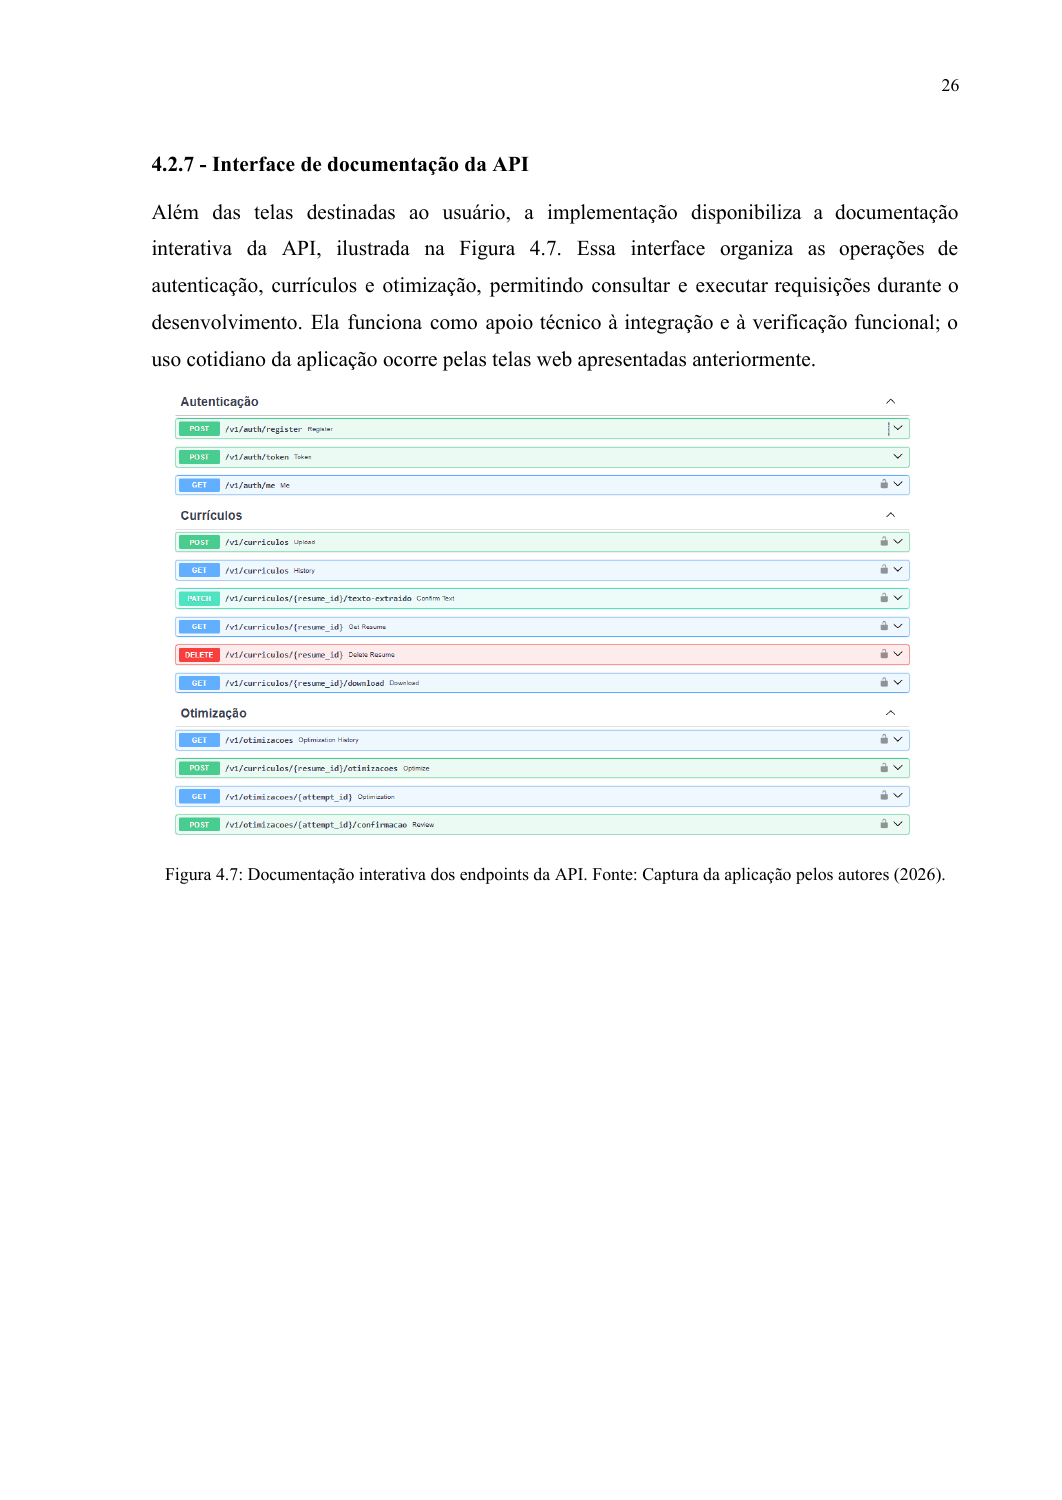 26
4.2.7 - Interface de documentação da API
Além das telas destinadas ao usuário, a implementação disponibiliza a documentação
interativa da API, ilustrada na Figura 4.7. Essa interface organiza as operações de
autenticação, currículos e otimização, permitindo consultar e executar requisições durante o
desenvolvimento. Ela funciona como apoio técnico à integração e à verificação funcional; o
uso cotidiano da aplicação ocorre pelas telas web apresentadas anteriormente.
Autenticação
POST /v1/auth/register Register
POST /v1/auth/token Token
GET /v1/auth/me Me
Currículos
POST /v1/curriculos Upload
GET /v1/curriculos History
PATCH /v1/curriculos/{resume_id}/texto-extraido Confirm Text
GET /v1/curriculos/{resume_id} Get Resume
DELETE /v1/curriculos/{resume_id} Delete Resume
GET /v1/curriculos/{resume_id}/download Download
Otimização
GET /v1/otimizacoes Optimization History
POST /v1/curriculos/{resume_id}/otimizacoes Optimize
GET /v1/otimizacoes/{attempt_id} Optimization
POST /v1/otimizacoes/{attempt_id}/confirmacao Review
Figura 4.7: Documentação interativa dos endpoints da API. Fonte: Captura da aplicação pelos autores (2026).